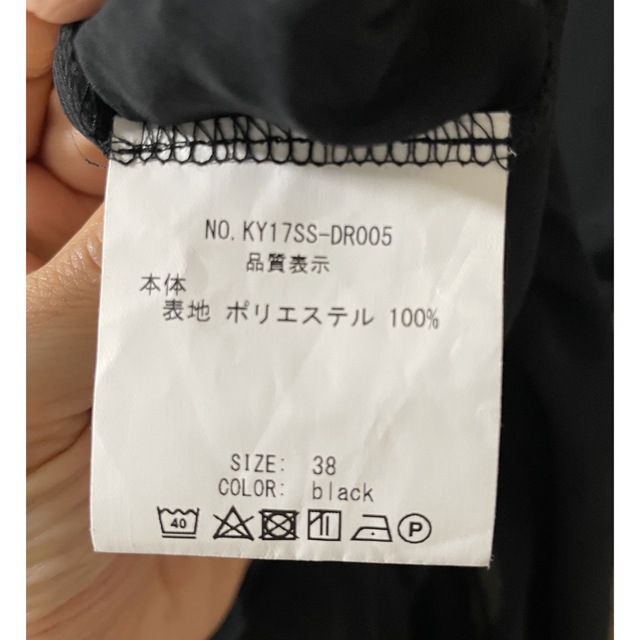 NO. KY17SS-DR005
品質表示
本体
表地 ポリエステル 100%
SIZE: 38
COLOR: black
40 P